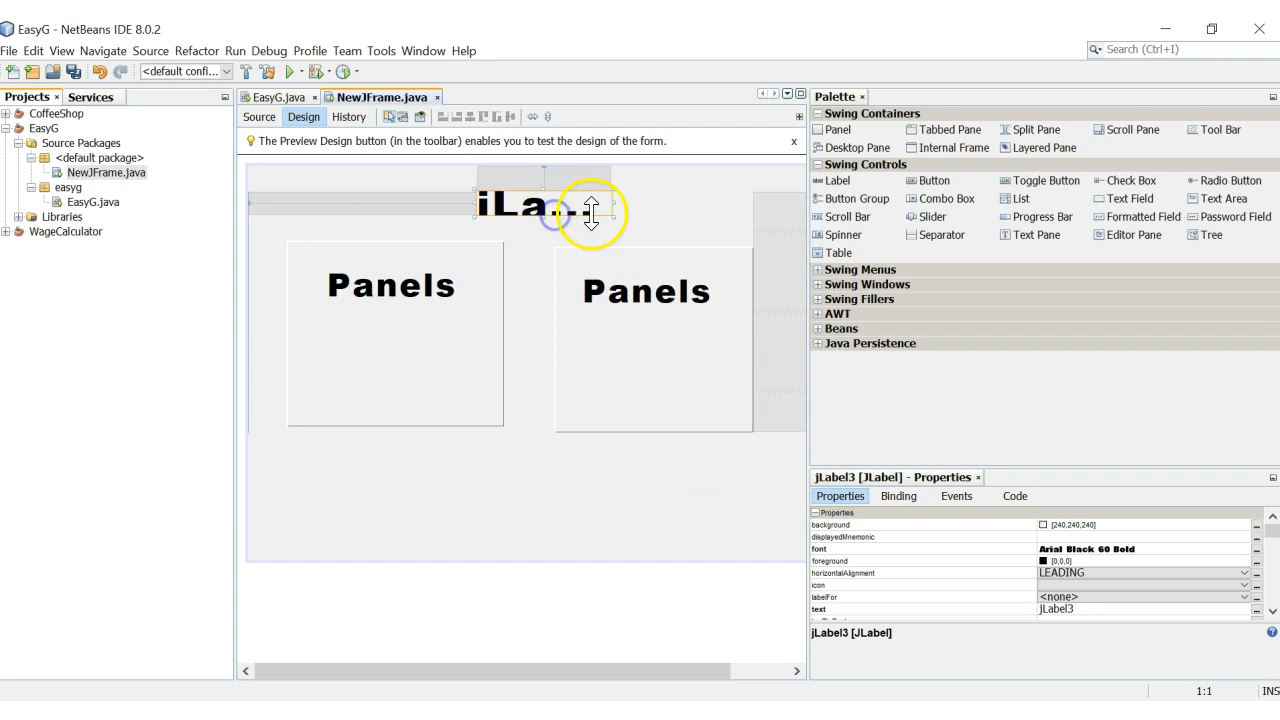 EasyG - NetBeans IDE 8.0.2
File Edit View Navigate Source Refactor Run Debug Profile Team Tools Window Help
Search (Ctrl+I)
<default confl...
Projects Services
EasyG.java NewJFrame.java
Palette
CoffeeShop
EasyG
Source Packages
<default package>
NewJFrame.java
easyg
EasyG.java
Libraries
WageCalculator
Source Design History
The Preview Design button (in the toolbar) enables you to test the design of the form. x
jLa...
Panels
Panels
Swing Containers
Panel Tabbed Pane Split Pane Scroll Pane Tool Bar
Desktop Pane Internal Frame Layered Pane
Swing Controls
Label Button Toggle Button Check Box Radio Button
Button Group Combo Box List Text Field Text Area
Scroll Bar Slider Progress Bar Formatted Field Password Field
Spinner Separator Text Pane Editor Pane Tree
Table
Swing Menus
Swing Windows
Swing Fillers
AWT
Beans
Java Persistence
jLabel3 [JLabel] - Properties
Properties Binding Events Code
Properties
background [240,240,240]
displayedMnemonic
font Arial Black 60 Bold
foreground [0,0,0]
horizontalAlignment LEADING
icon
labelFor <none>
text jLabel3
jLabel3 [JLabel]
1:1 INS